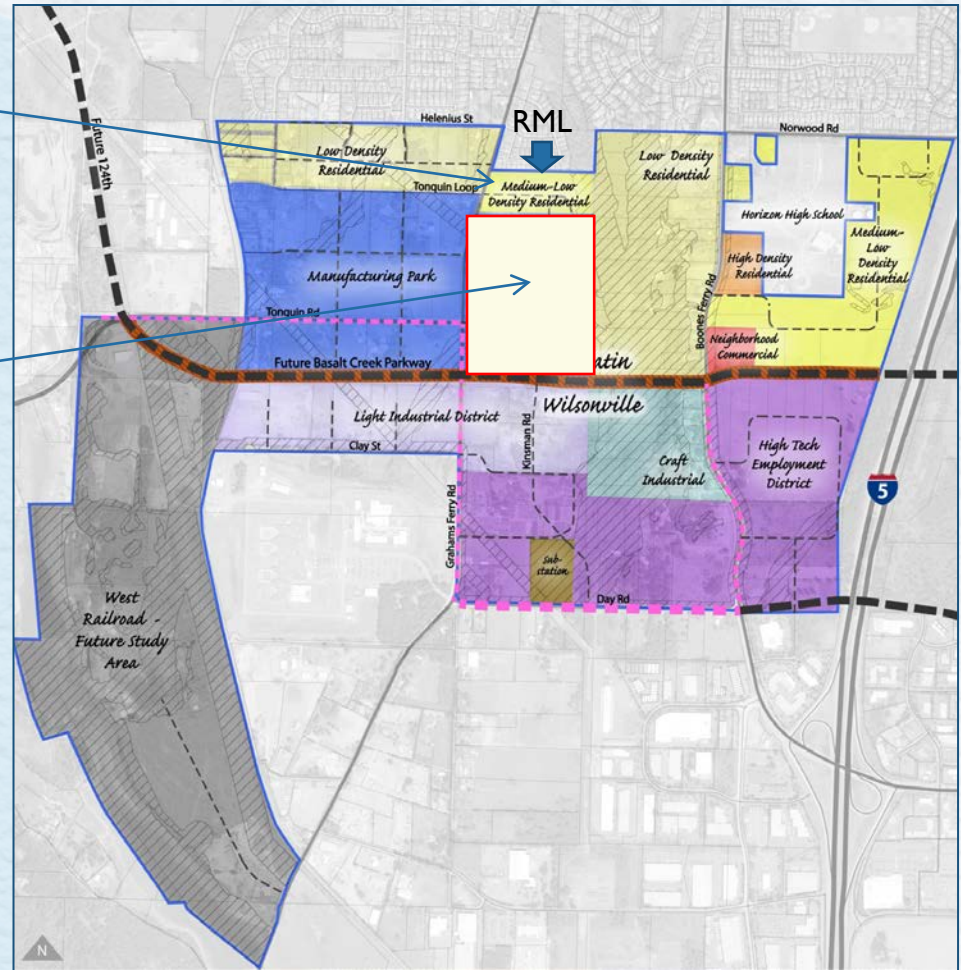 Future 124th
Helenius St
RML
Norwood Rd
Low Density
Residential
Tonquin Loop
Medium-Low
Density Residential
Low Density
Residential
Horizon High School
Medium-
Low
Density
Residential
High Density
Residential
Manufacturing Park
Tonquin Rd
Boones Ferry Rd
Neighborhood
Commercial
Future Basalt Creek Parkway
atin
Wilsonville
Light Industrial District
Kinsman Rd
Clay St
Craft
Industrial
High Tech
Employment
District
5
Grahams Ferry Rd
Sub-
station
Day Rd
West
Railroad -
Future Study
Area
N